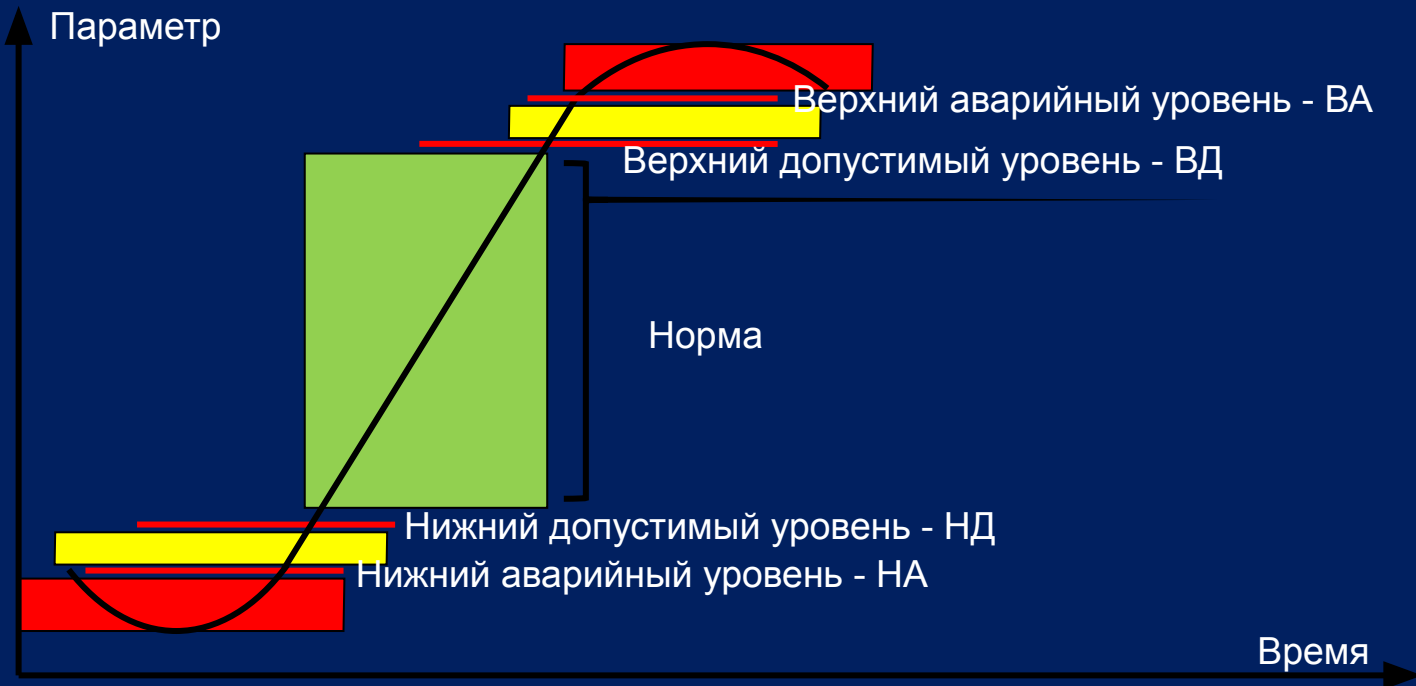 Параметр
Верхний аварийный уровень - ВА
Верхний допустимый уровень - ВД
Норма
Нижний допустимый уровень - НД
Нижний аварийный уровень - НА
Время